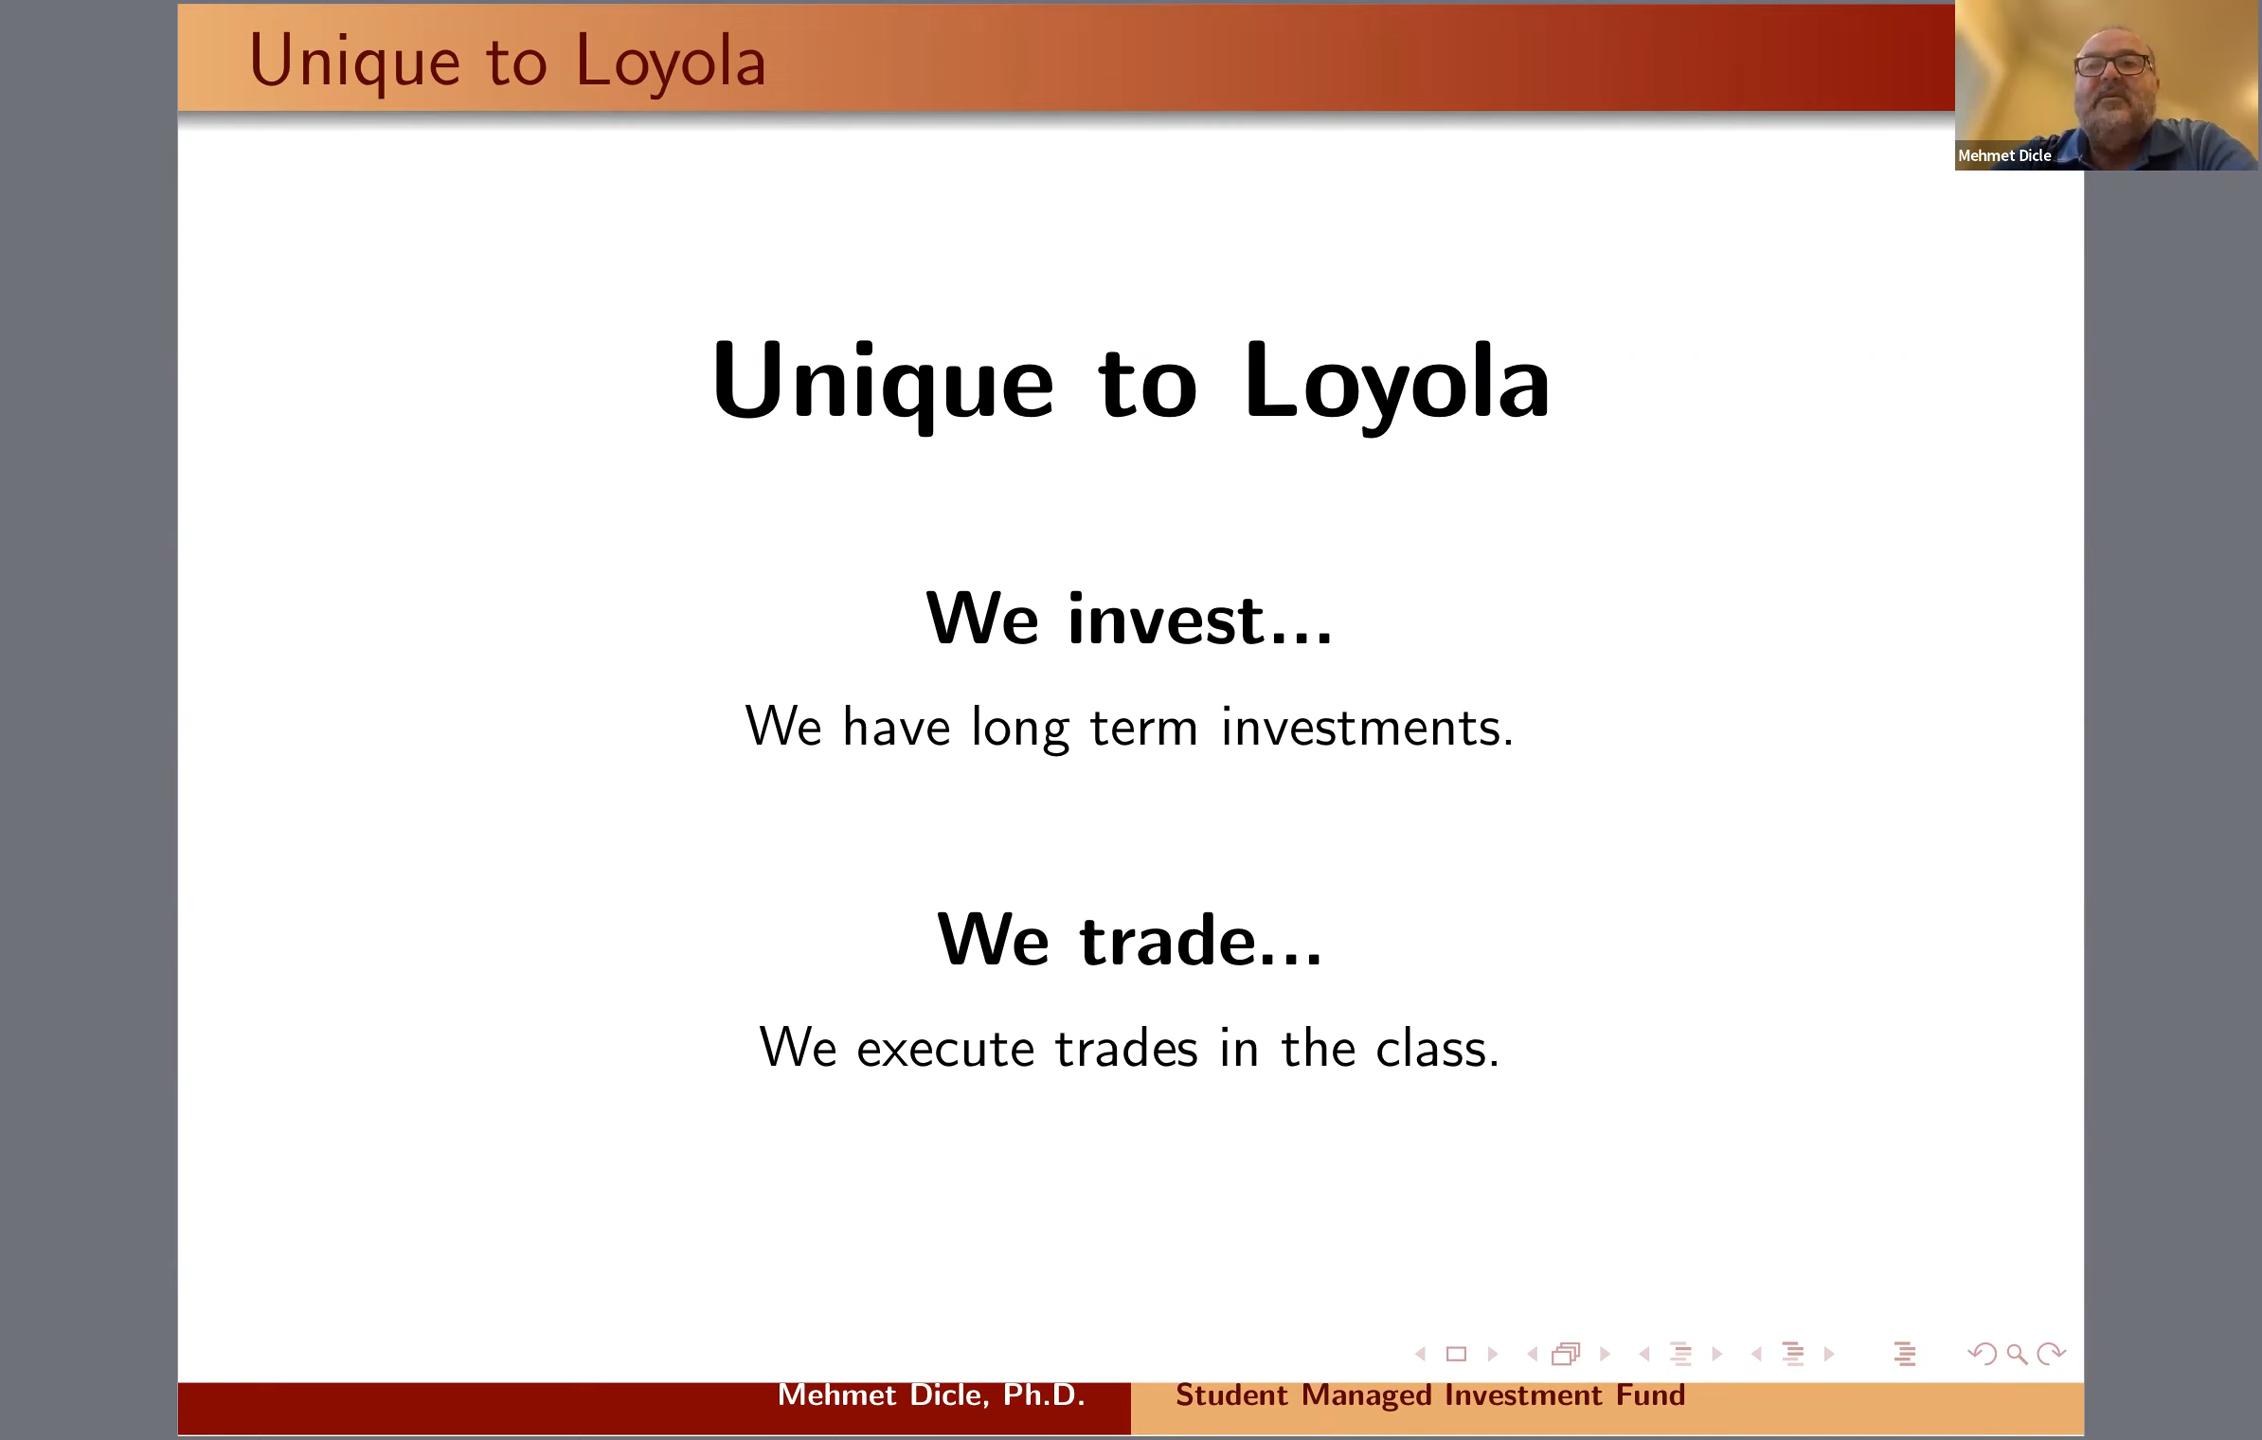 Unique to Loyola
Mehmet Dicle
Unique to Loyola
We invest...
We have long term investments.
We trade...
We execute trades in the class.
Mehmet Dicle, Ph.D.
Student Managed Investment Fund